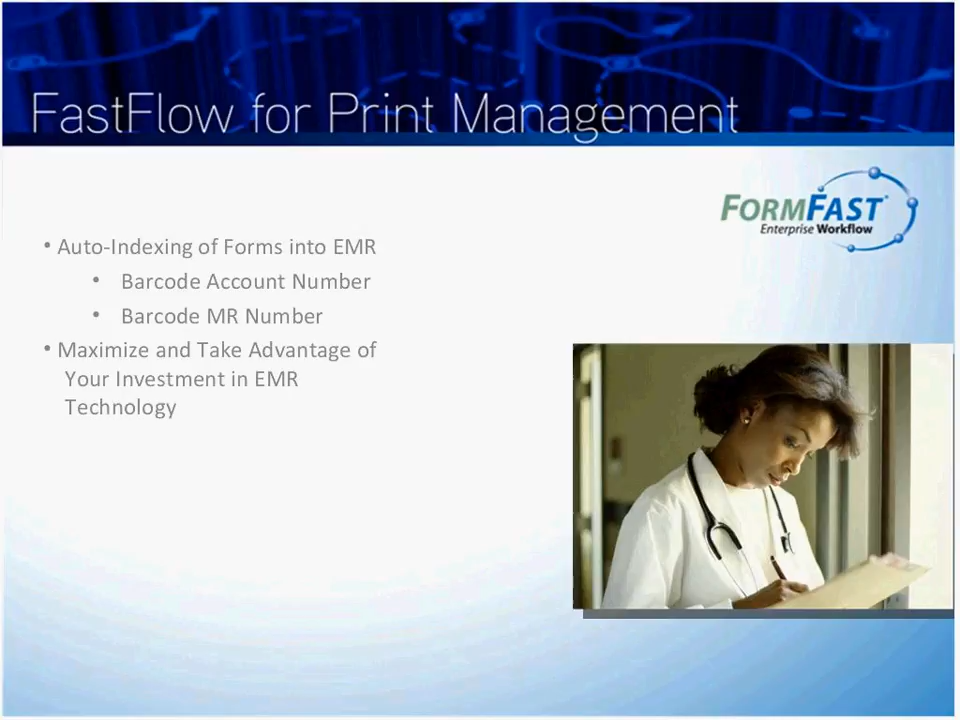 FastFlow for Print Management
FORMFAST
Enterprise Workflow
• Auto-Indexing of Forms into EMR
• Barcode Account Number
• Barcode MR Number
• Maximize and Take Advantage of
Your Investment in EMR
Technology